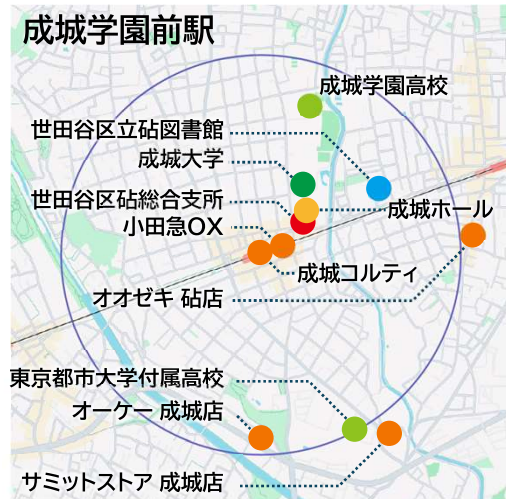 成城学園前駅
成城学園高校
世田谷区立砧図書館
成城大学
世田谷区砧総合支所
成城ホール
小田急OX
成城コルティ
オオゼキ 砧店
東京都市大学付属高校
オーケー 成城店
サミットストア 成城店